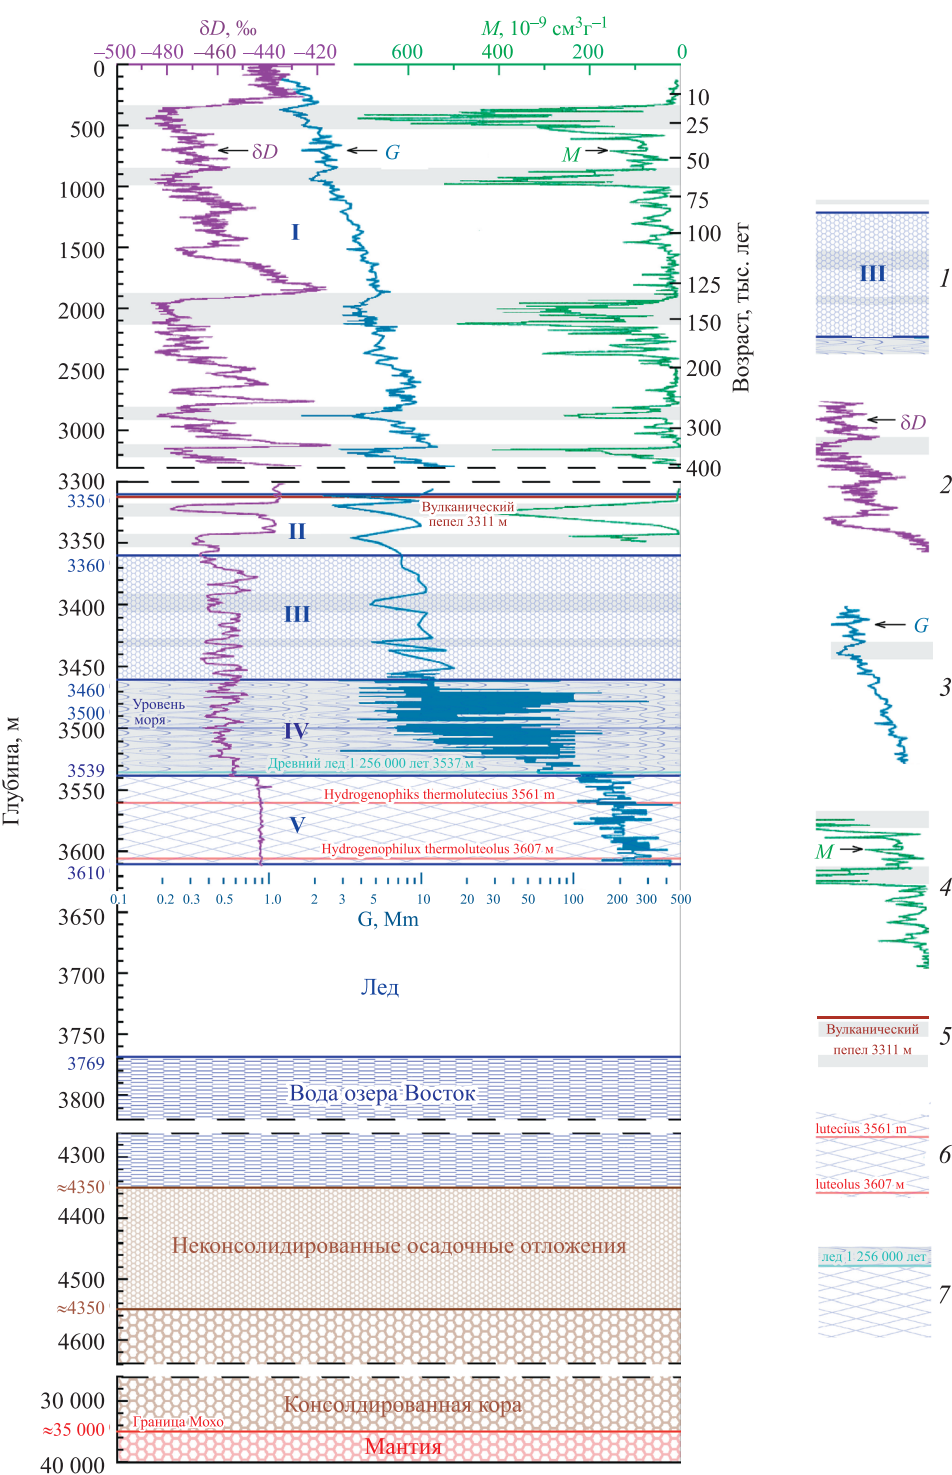 δD, ‰
M, 10⁻⁹ см³г⁻¹
–500 –480 –460 –440 –420
600 400 200 0
0
10
500
25
δD
G
M
50
1000
75
I
100
1500
125
2000
150
2500
200
3000
300
400
Возраст, тыс. лет
Глубина, м
3300
3350
Вулканический
пепел 3311 м
II
3350
3360
3400
III
3450
3460
Уровень
моря
3500
IV
3500
Древний лед 1 256 000 лет 3537 м
3539
3550
Hydrogenophiks thermolutecius 3561 m
V
3600
Hydrogenophilux thermoluteolus 3607 м
3610
0.1 0.2 0.3 0.5 1.0 2 3 5 10 20 30 50 100 200 300 500
3650
G, Mm
3700
Лед
3750
3769
Вода озера Восток
3800
4300
≈4350
4400
Неконсолидированные осадочные отложения
4500
≈4350
4600
30 000
Консолдированная кора
Граница Мохо
≈35 000
Мантия
40 000
III
1
δD
2
G
3
M
4
Вулканический
пепел 3311 м
5
lutecius 3561 m
6
luteolus 3607 м
лед 1 256 000 лет
7